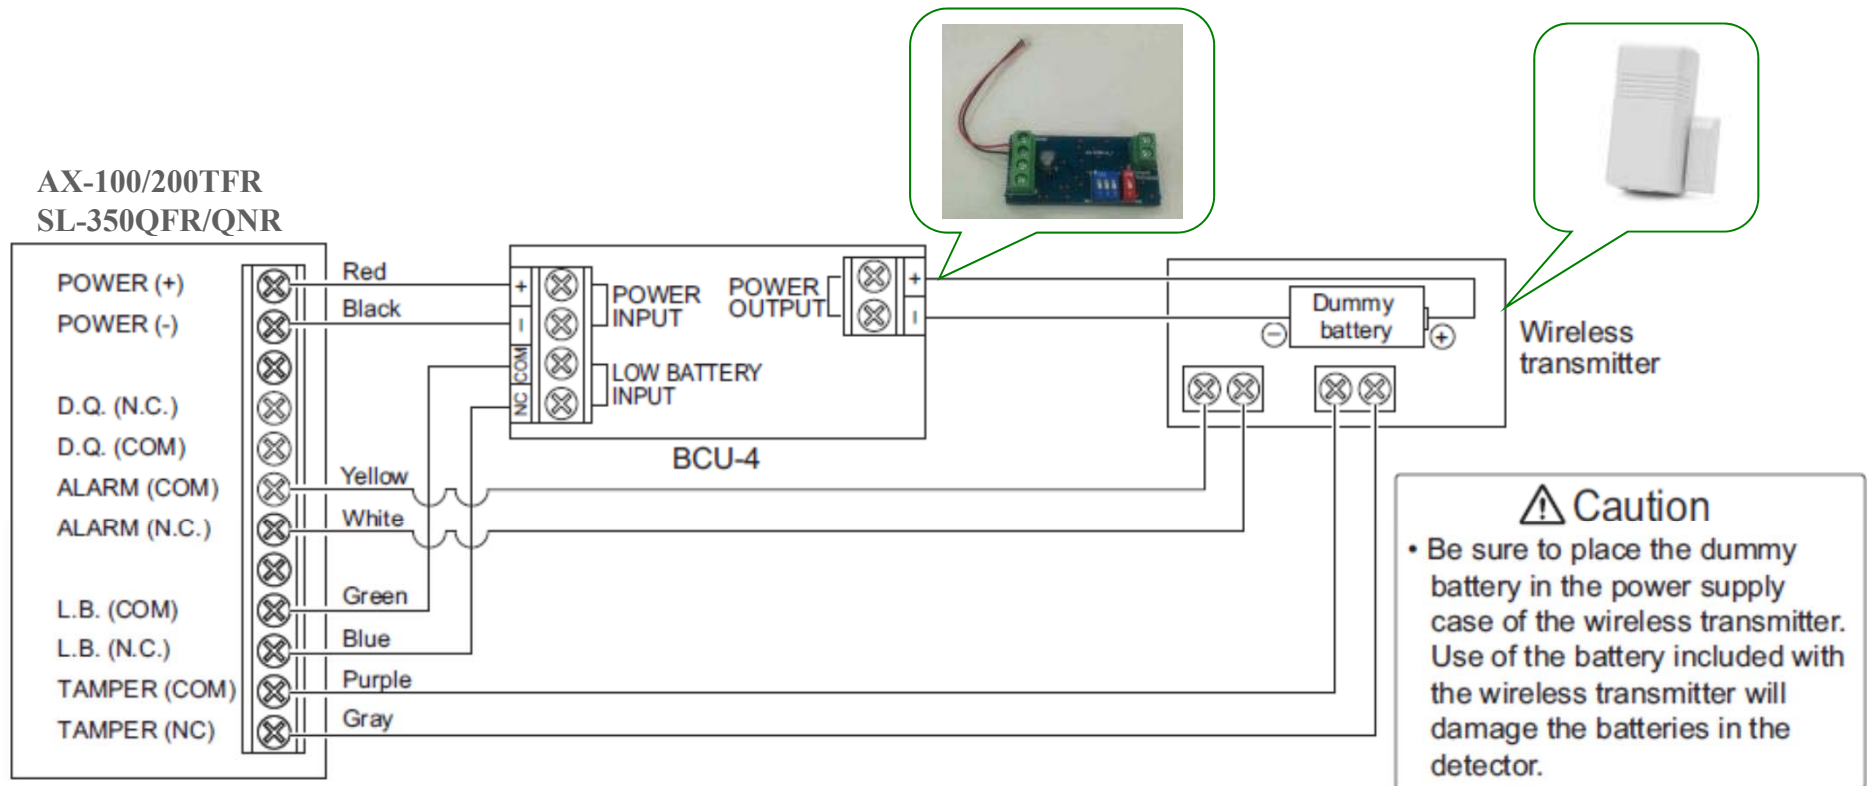 AX-100/200TFR
SL-350QFR/QNR
POWER (+)
POWER (-)
D.Q. (N.C.)
D.Q. (COM)
ALARM (COM)
ALARM (N.C.)
L.B. (COM)
L.B. (N.C.)
TAMPER (COM)
TAMPER (NC)
Red
Black
Yellow
White
Green
Blue
Purple
Gray
+
−
COM
NC
POWER
INPUT
LOW BATTERY
INPUT
POWER
OUTPUT
+
−
BCU-4
Dummy
battery
−
+
Wireless
transmitter
Caution
• Be sure to place the dummy
battery in the power supply
case of the wireless transmitter.
Use of the battery included with
the wireless transmitter will
damage the batteries in the
detector.